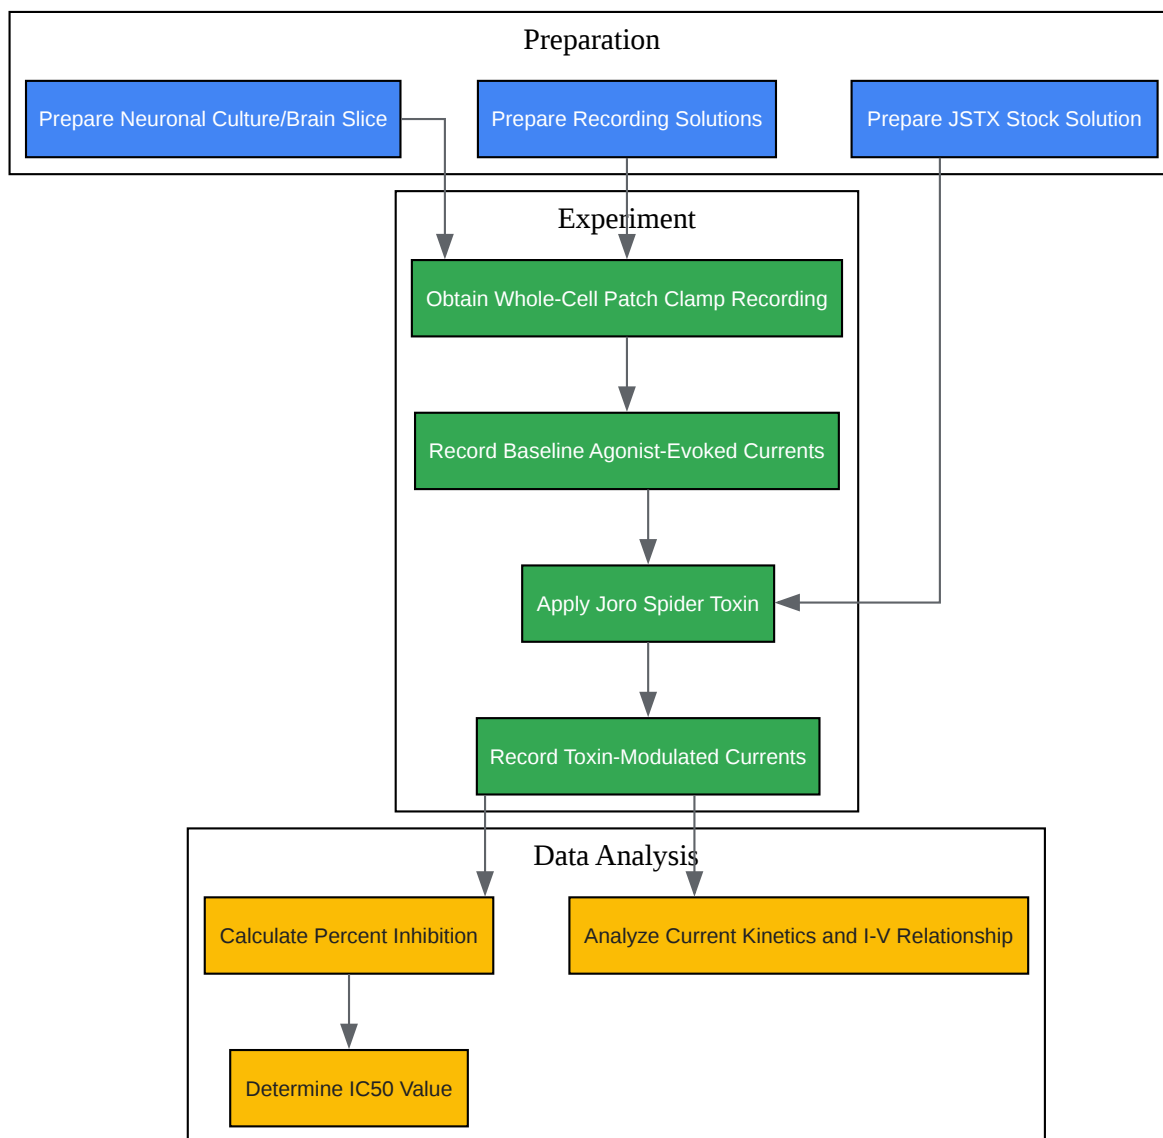 Preparation
Prepare Neuronal Culture/Brain Slice
Prepare Recording Solutions
Prepare JSTX Stock Solution
Experiment
Obtain Whole-Cell Patch Clamp Recording
Record Baseline Agonist-Evoked Currents
Apply Joro Spider Toxin
Record Toxin-Modulated Currents
Data Analysis
Calculate Percent Inhibition
Analyze Current Kinetics and I-V Relationship
Determine IC50 Value